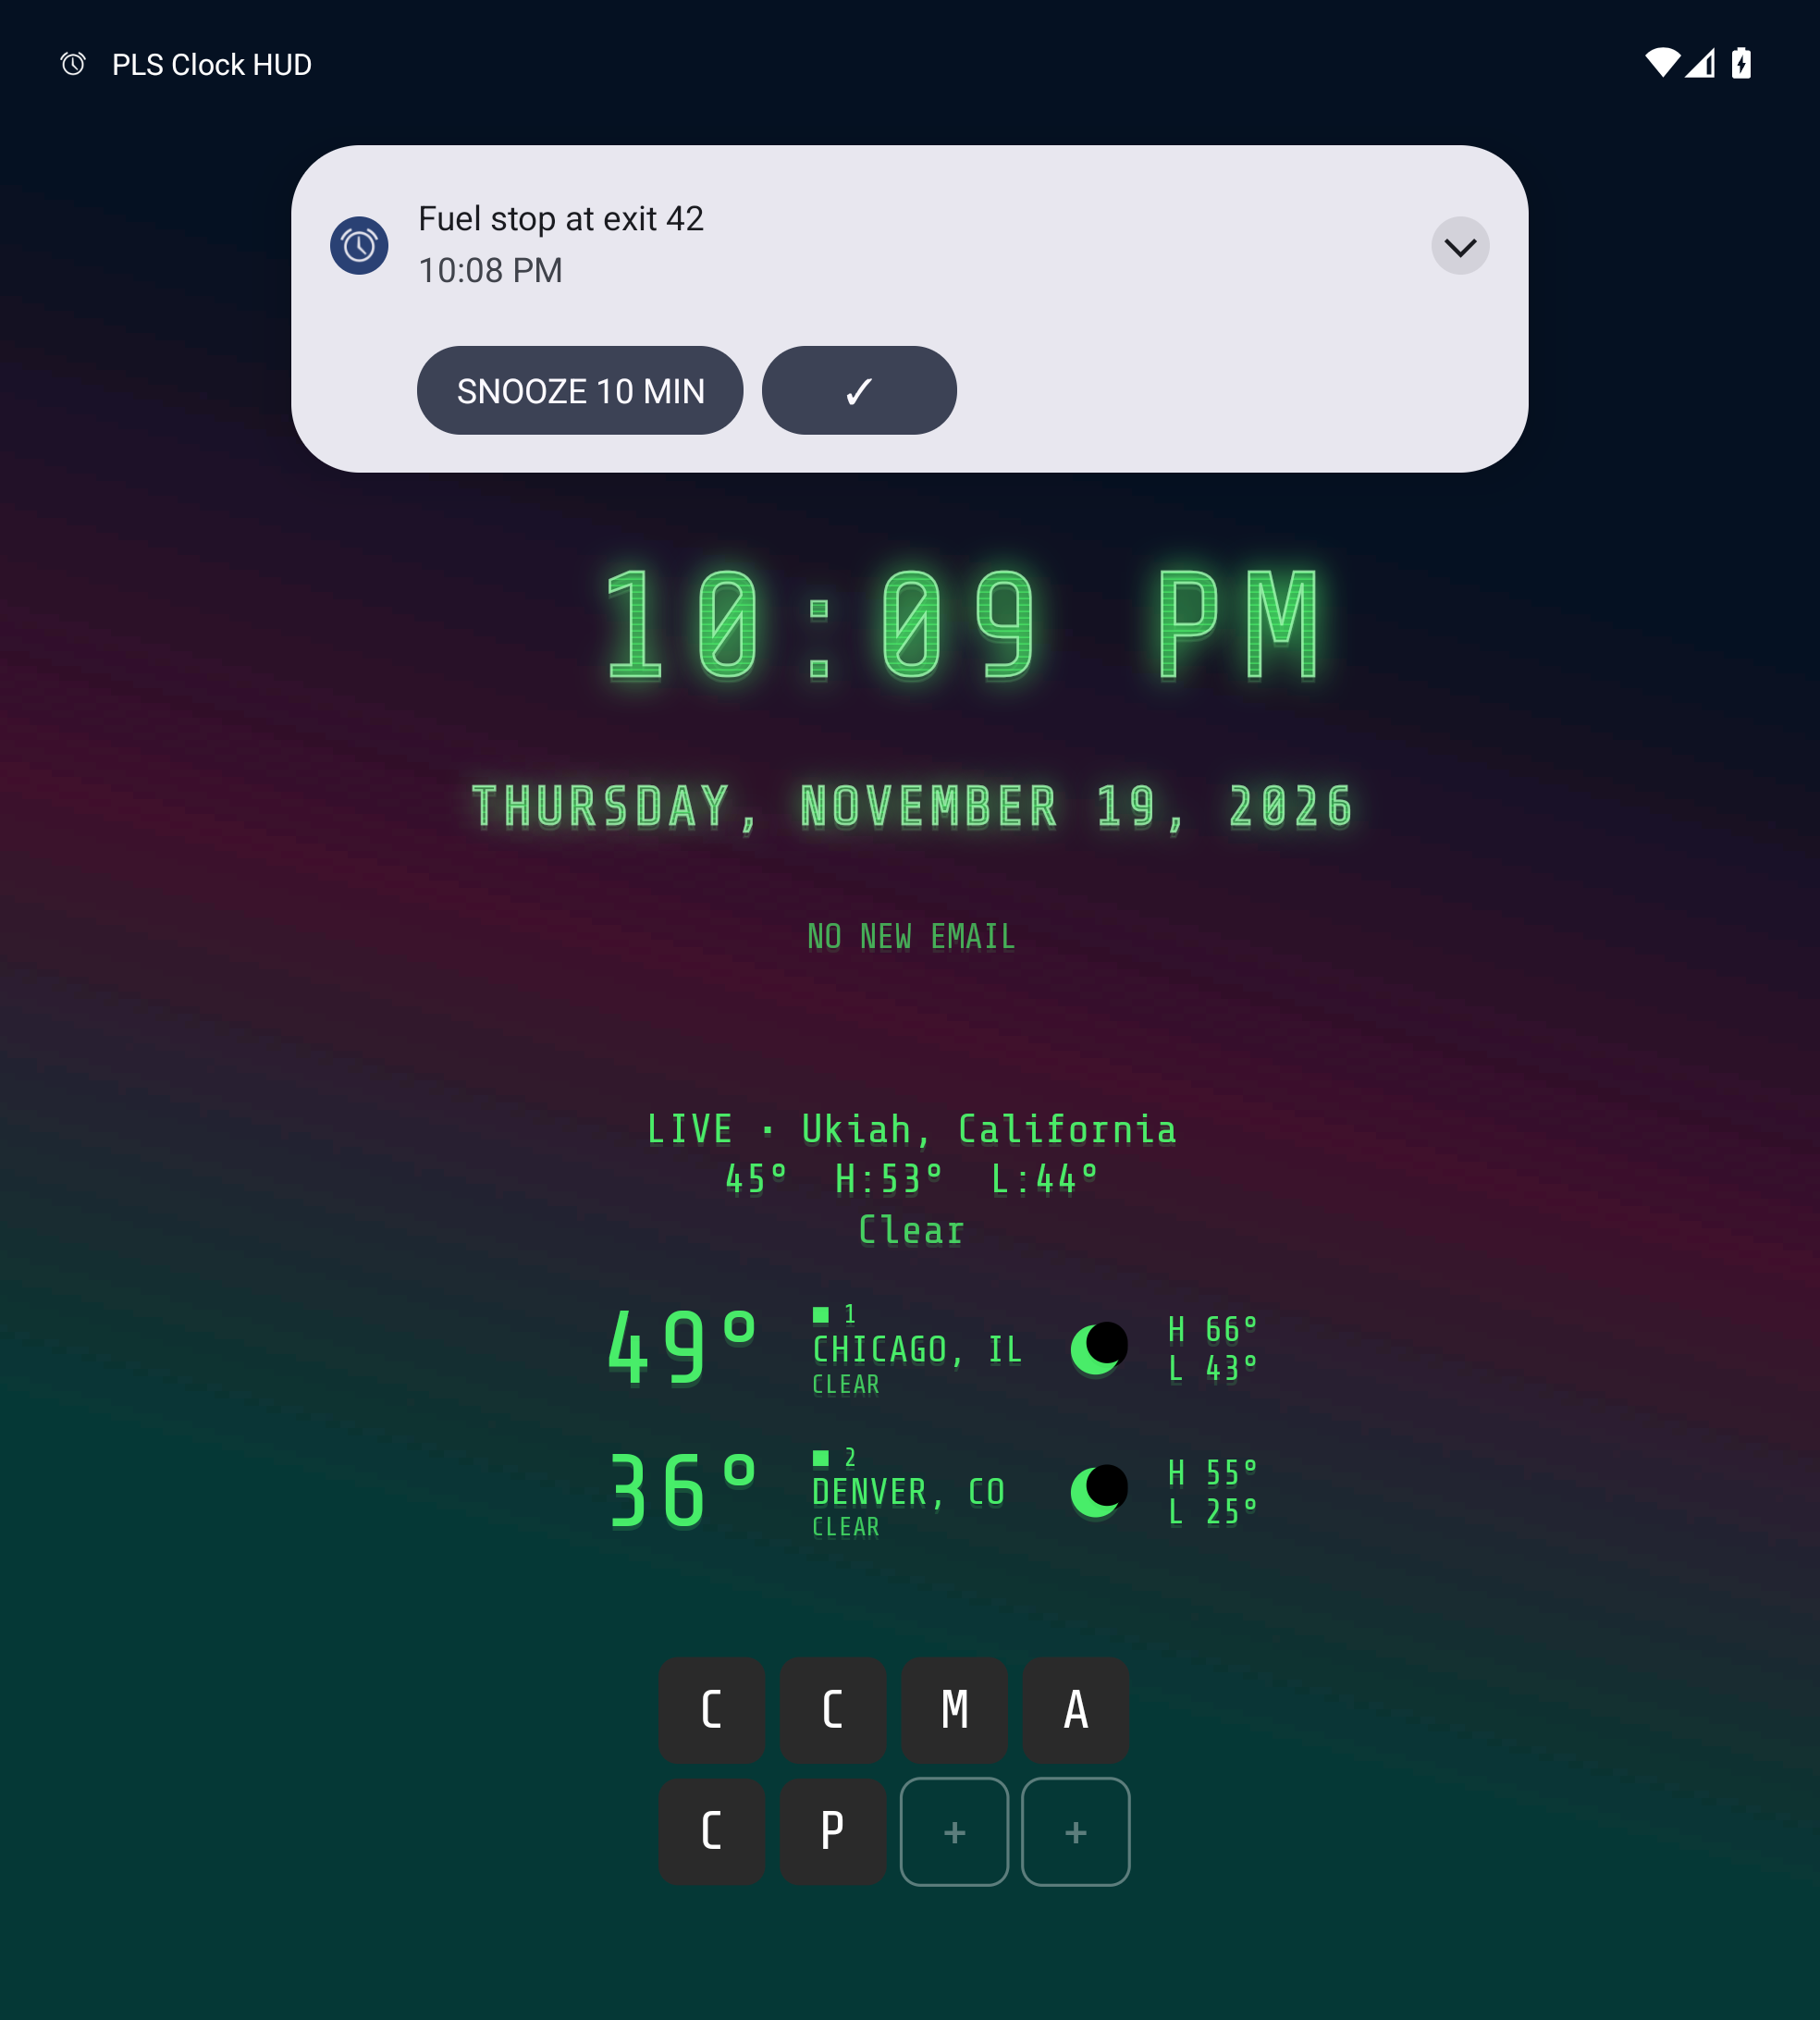 PLS Clock HUD
Fuel stop at exit 42
10:08 PM
SNOOZE 10 MIN ✓
10:09 PM
THURSDAY, NOVEMBER 19, 2026
NO NEW EMAIL
LIVE · Ukiah, California
45° H:53° L:44°
Clear
49°
■ 1
CHICAGO, IL
CLEAR
H 66°
L 43°
36°
■ 2
DENVER, CO
CLEAR
H 55°
L 25°
C C M A
C P + +